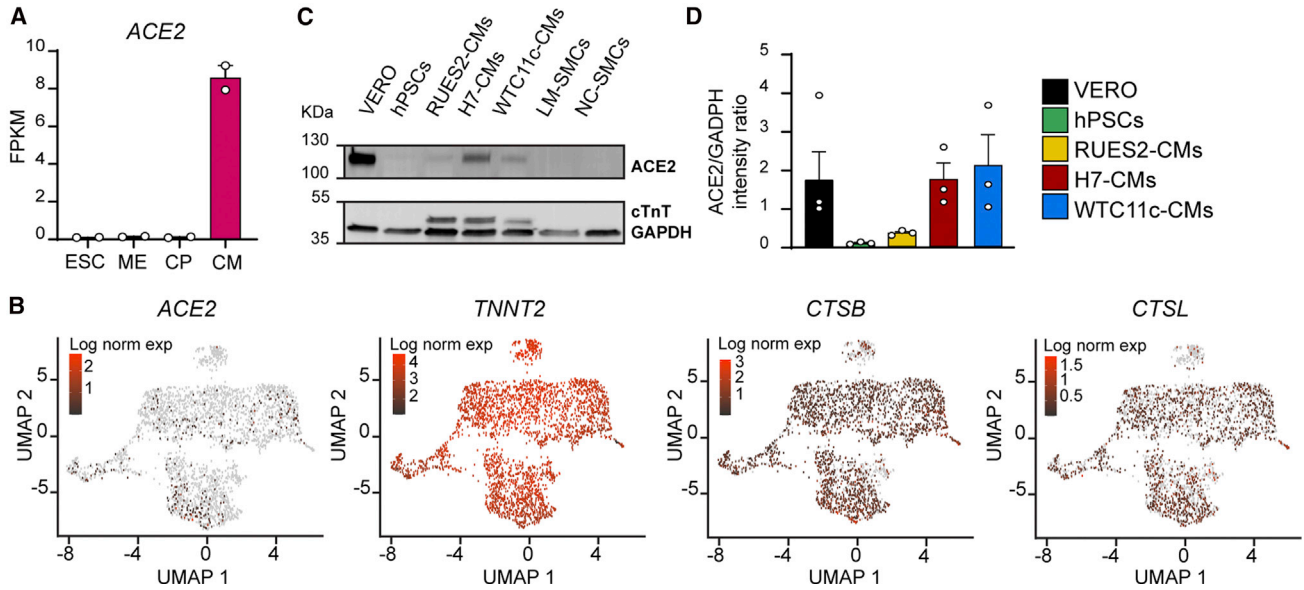 A
ACE2
FPKM
10
8
6
4
2
0
ESC ME CP CM
C
VERO
hPSCs
RUES2-CMs
H7-CMs
WTC11c-CMs
LM-SMCs
NC-SMCs
KDa
130
100
55
35
ACE2
cTnT
GAPDH
D
ACE2/GADPH
intensity ratio
5
4
3
2
1
0
VERO
hPSCs
RUES2-CMs
H7-CMs
WTC11c-CMs
B
ACE2
Log norm exp
2
1
UMAP 2
5
0
-5
-8 -4 0 4
UMAP 1
TNNT2
Log norm exp
4
3
2
UMAP 2
5
0
-5
-8 -4 0 4
UMAP 1
CTSB
Log norm exp
3
2
1
UMAP 2
5
0
-5
-8 -4 0 4
UMAP 1
CTSL
Log norm exp
1.5
1
0.5
UMAP 2
5
0
-5
-8 -4 0 4
UMAP 1